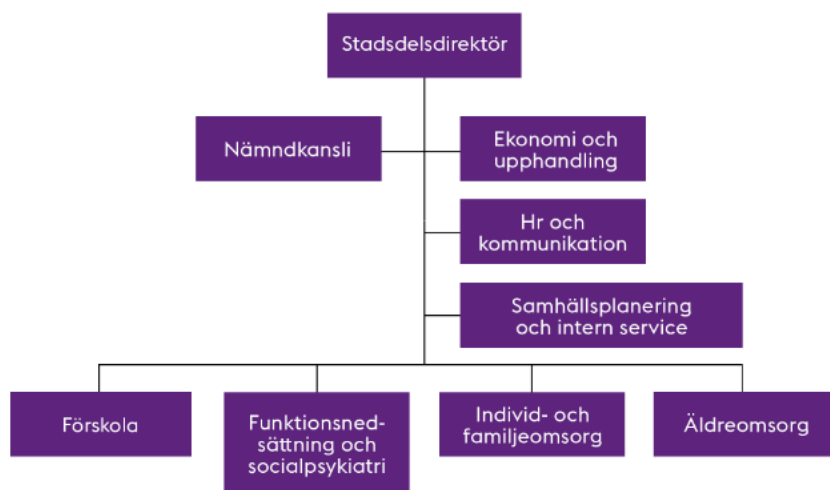 Stadsdelsdirektör
Nämndkansli
Ekonomi och
upphandling
Hr och
kommunikation
Samhällsplanering
och intern service
Förskola
Funktionsned-
sättning och
socialpsykiatri
Individ- och
familjeomsorg
Äldreomsorg